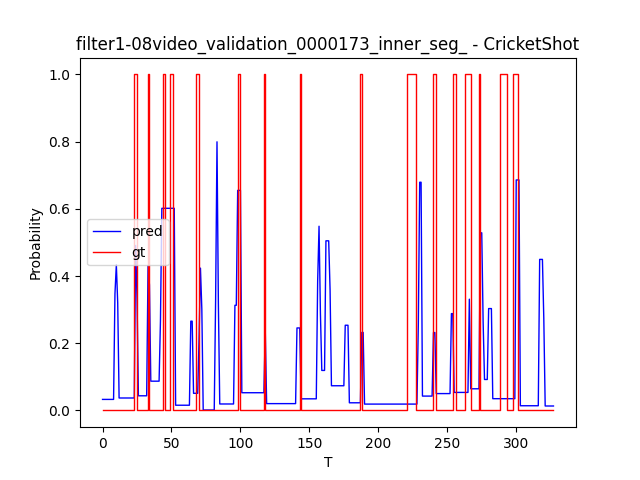 filter1-08video_validation_0000173_inner_seg_ - CricketShot
1.0
0.8
0.6
0.4
0.2
0.0
Probability
pred
gt
0 50 100 150 200 250 300
T